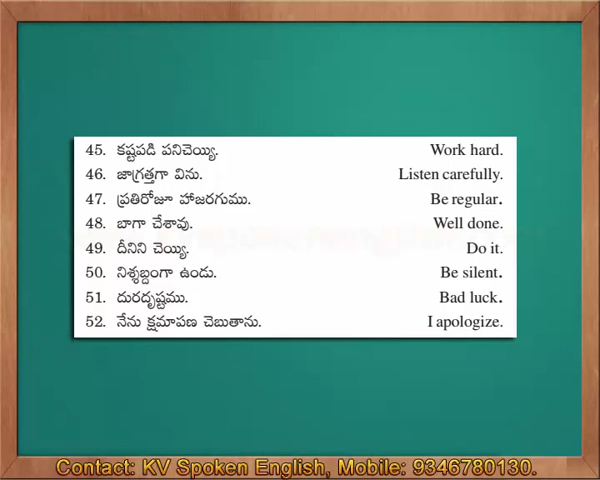 45. కష్టపడి పనిచెయ్యి. Work hard.
46. జాగ్రత్తగా విను. Listen carefully.
47. ప్రతిరోజూ హాజరగుము. Be regular.
48. బాగా చేశావు. Well done.
49. దీనిని చెయ్యి. Do it.
50. నిశ్శబ్దంగా ఉండు. Be silent.
51. దురదృష్టము. Bad luck.
52. నేను క్షమాపణ చెబుతాను. I apologize.
Contact: KV Spoken English, Mobile: 9346780130.